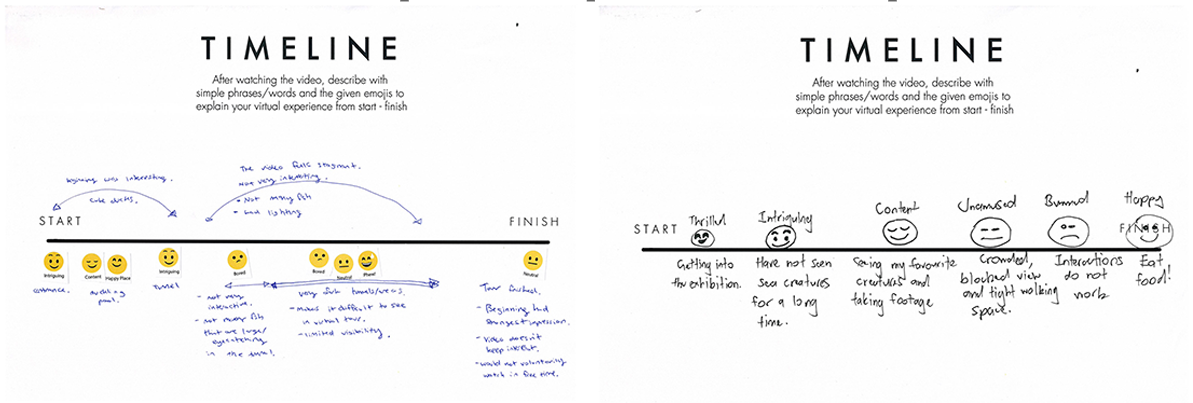 TIMELINE
After watching the video, describe with
simple phrases/words and the given emojis to
explain your virtual experience from start - finish
beginning was interesting.
cute ducks.
The video feels stagnant.
Not very interesting.
• Not many fish
- bad lighting
START
FINISH
Intriguing
Content
Happy Place
Intriguing
Bored
Bored
Neutral
Neutral
entrance.
tunnel
- not very
interactive.
- not many fish
that are large/
eyecatching
in the
very dark tunnels/areas.
- makes it difficult to see
in virtual tour.
- limited visibility.
Tour finished.
- Beginning had
strongest impression.
- video doesn't
keep interest.
- would not voluntarily
watch in free time.
TIMELINE
After watching the video, describe with
simple phrases/words and the given emojis to
explain your virtual experience from start - finish
START
Thrilled
Intriguing
Content
Unamused
Bummed
Happy
FINISH
Getting into
the exhibition.
Have not seen
sea creatures
for a long
time.
Seeing my favourite
creatures and
taking footage
Crowded,
blocked view
and tight walking
space.
Interactions
do not
work
Eat
food!